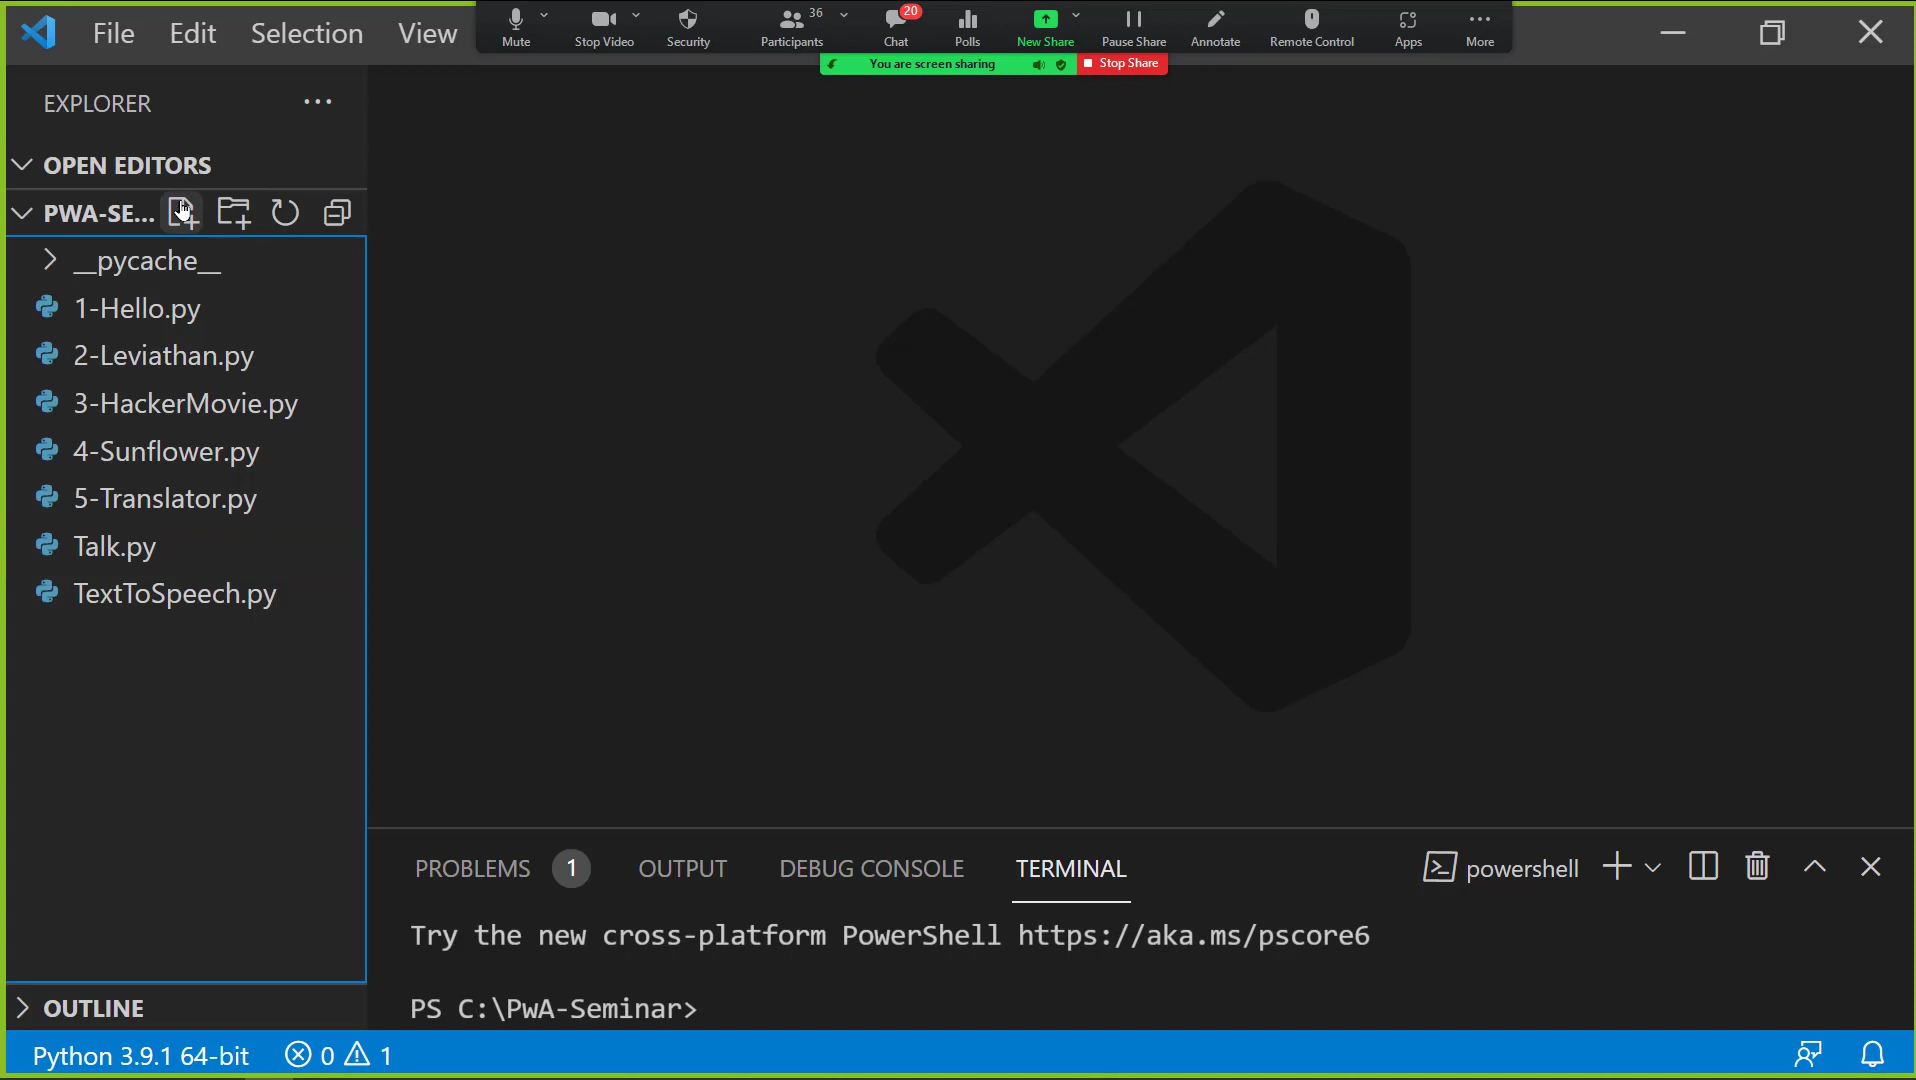 File Edit Selection View
Mute Stop Video Security Participants 36 Chat 20 Polls New Share Pause Share Annotate Remote Control Apps More
You are screen sharing Stop Share
EXPLORER
OPEN EDITORS
PWA-SE...
__pycache__
1-Hello.py
2-Leviathan.py
3-HackerMovie.py
4-Sunflower.py
5-Translator.py
Talk.py
TextToSpeech.py
PROBLEMS 1 OUTPUT DEBUG CONSOLE TERMINAL powershell
Try the new cross-platform PowerShell https://aka.ms/pscore6
PS C:\PwA-Seminar>
OUTLINE
Python 3.9.1 64-bit 0 1